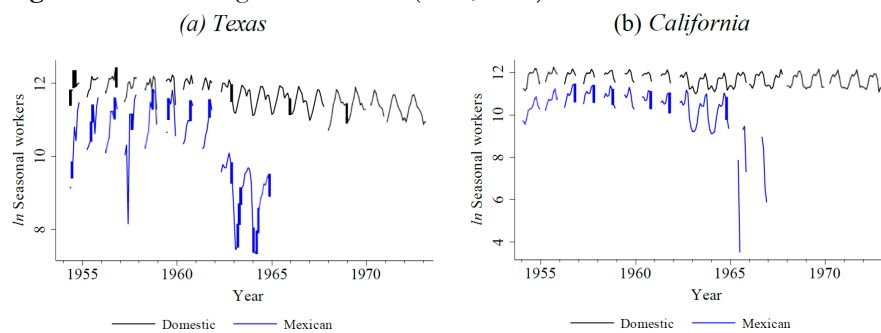 (a) Texas
(b) California
ln Seasonal workers
12
10
8
1955
1960
1965
1970
Year
Domestic
Mexican
ln Seasonal workers
12
10
8
6
4
1955
1960
1965
1970
Year
Domestic
Mexican